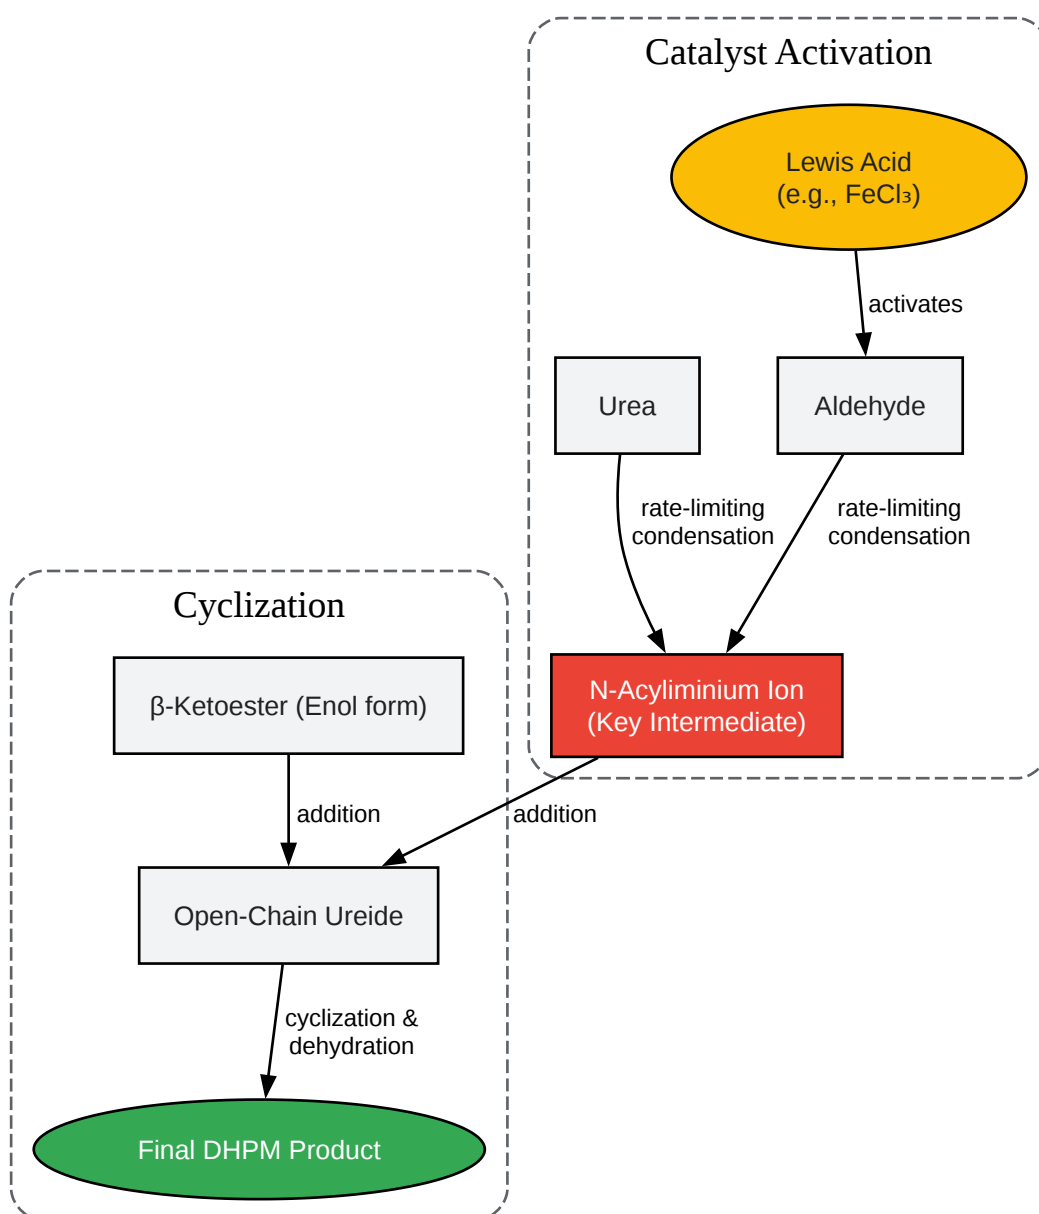 Catalyst Activation
Lewis Acid
(e.g., FeCl₃)
activates
Urea
Aldehyde
rate-limiting
condensation
rate-limiting
condensation
Cyclization
β-Ketoester (Enol form)
N-Acyliminium Ion
(Key Intermediate)
addition
addition
Open-Chain Ureide
cyclization &
dehydration
Final DHPM Product